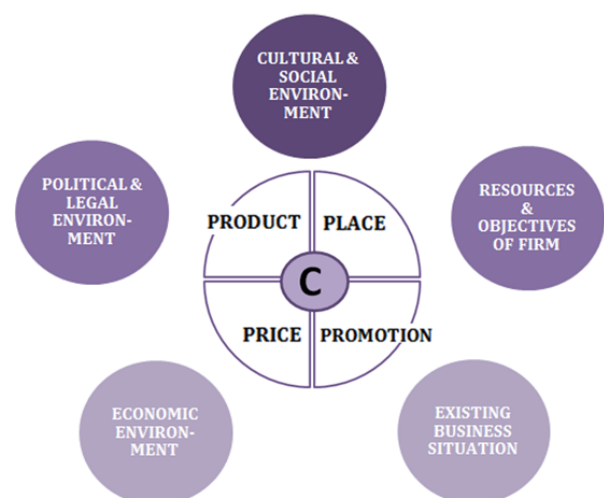 CULTURAL &
SOCIAL
ENVIRON-
MENT
POLITICAL &
LEGAL
ENVIRON-
MENT
RESOURCES
&
OBJECTIVES
OF FIRM
PRODUCT
PLACE
C
PRICE
PROMOTION
ECONOMIC
ENVIRON-
MENT
EXISTING
BUSINESS
SITUATION